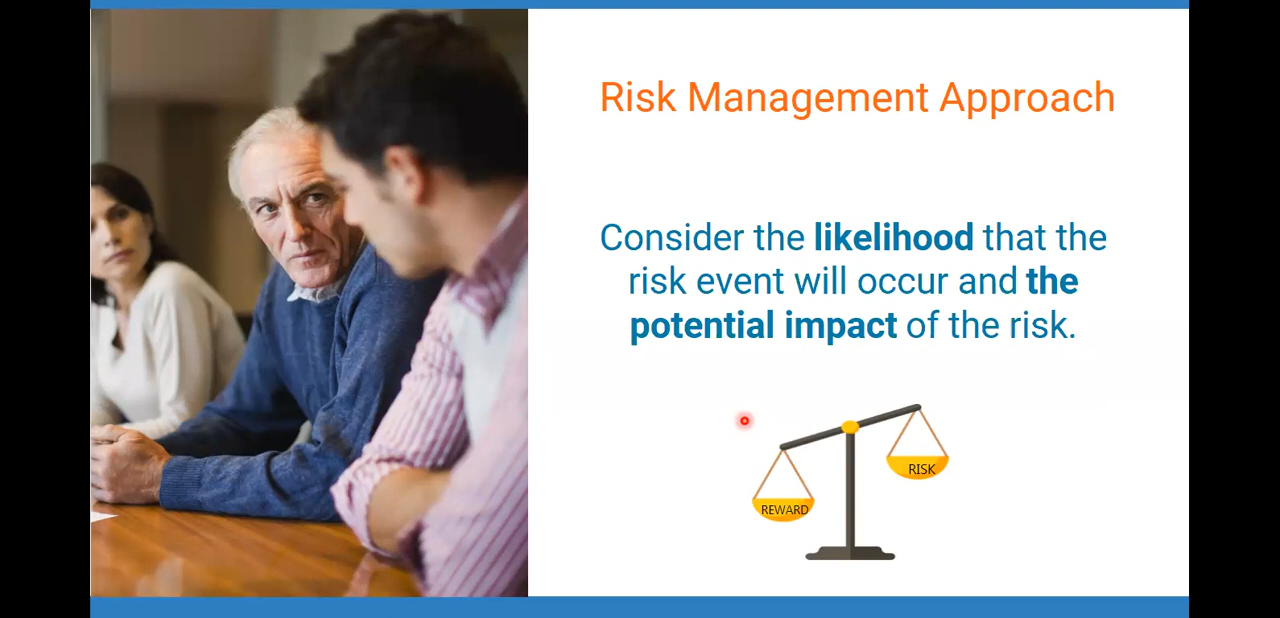 Risk Management Approach
Consider the likelihood that the
risk event will occur and the
potential impact of the risk.
RISK
REWARD